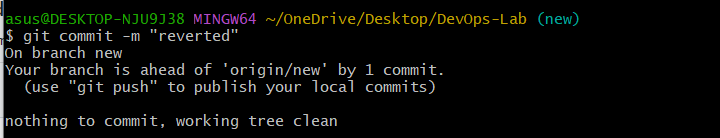 asus@DESKTOP-NJU9J38 MINGW64 ~/OneDrive/Desktop/DevOps-Lab (new)
$ git commit -m "reverted"
On branch new
Your branch is ahead of 'origin/new' by 1 commit.
  (use "git push" to publish your local commits)

nothing to commit, working tree clean